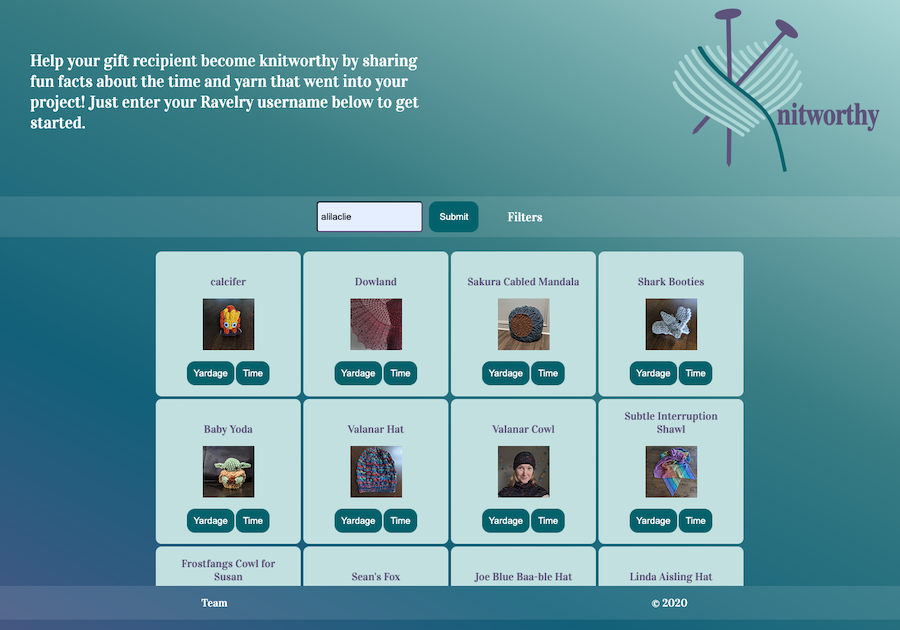 Help your gift recipient become knitworthy by sharing
fun facts about the time and yarn that went into your
project! Just enter your Ravelry username below to get
started.
nitworthy
alilaclie Submit Filters
calcifer Dowland Sakura Cabled Mandala Shark Booties
Yardage Time Yardage Time Yardage Time Yardage Time
Baby Yoda Valanar Hat Valanar Cowl Subtle Interruption
Shawl
Yardage Time Yardage Time Yardage Time Yardage Time
Frostfangs Cowl for
Susan Sean's Fox Joe Blue Baa-ble Hat Linda Aisling Hat
Team © 2020